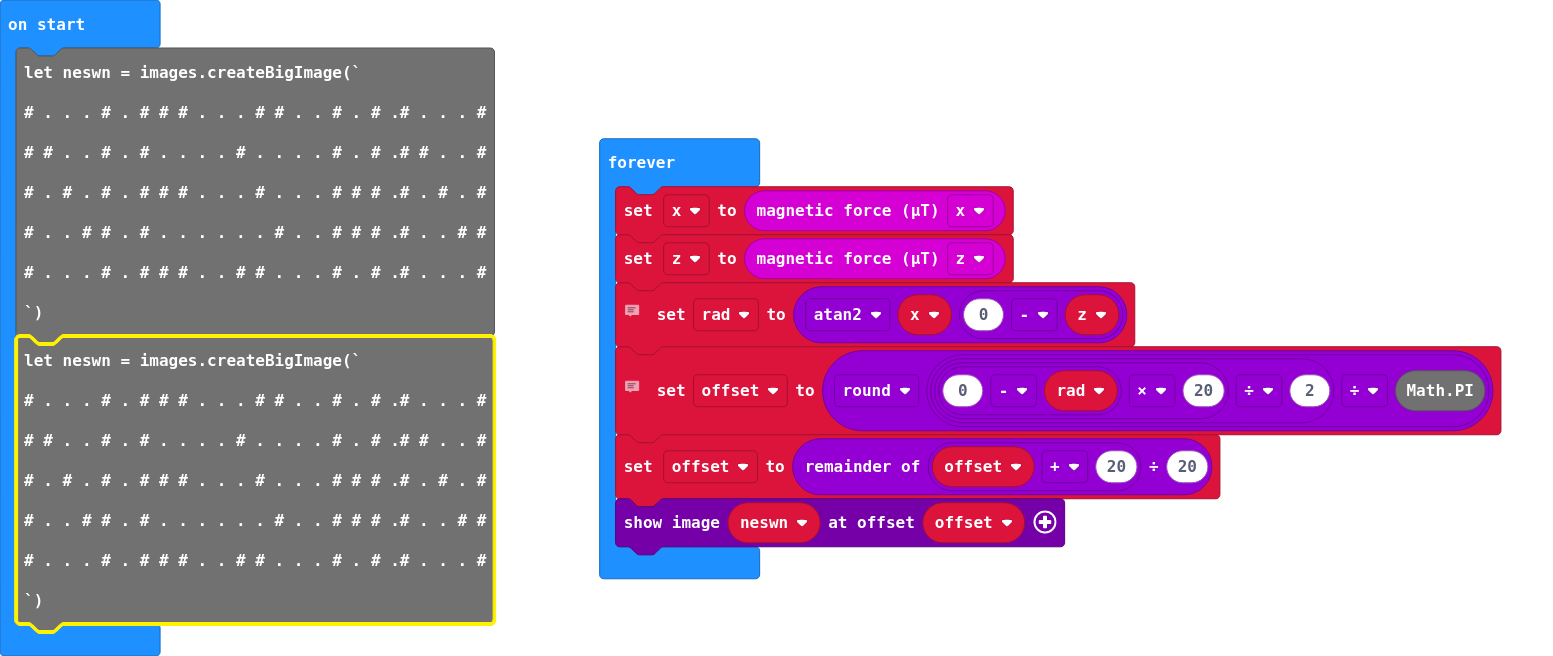 on start
let neswn = images.createBigImage(`
# . . . # . # # # . . . # # . . # . # .# . . . #
# # . . # . # . . . . # . . . . # . # .# # . . #
# . # . # . # # # . . . # . . . # # # .# . # . #
# . . # # . # . . . . . . # . . # # # .# . . # #
# . . . # . # # # . . # # . . . # . # .# . . . #
`)
let neswn = images.createBigImage(`
# . . . # . # # # . . . # # . . # . # .# . . . #
# # . . # . # . . . . # . . . . # . # .# # . . #
# . # . # . # # # . . . # . . . # # # .# . # . #
# . . # # . # . . . . . . # . . # # # .# . . # #
# . . . # . # # # . . # # . . . # . # .# . . . #
`)
forever
set x to magnetic force (µT) x
set z to magnetic force (µT) z
set rad to atan2 x 0 - z
set offset to round 0 - rad × 20 ÷ 2 ÷ Math.PI
set offset to remainder of offset + 20 ÷ 20
show image neswn at offset offset